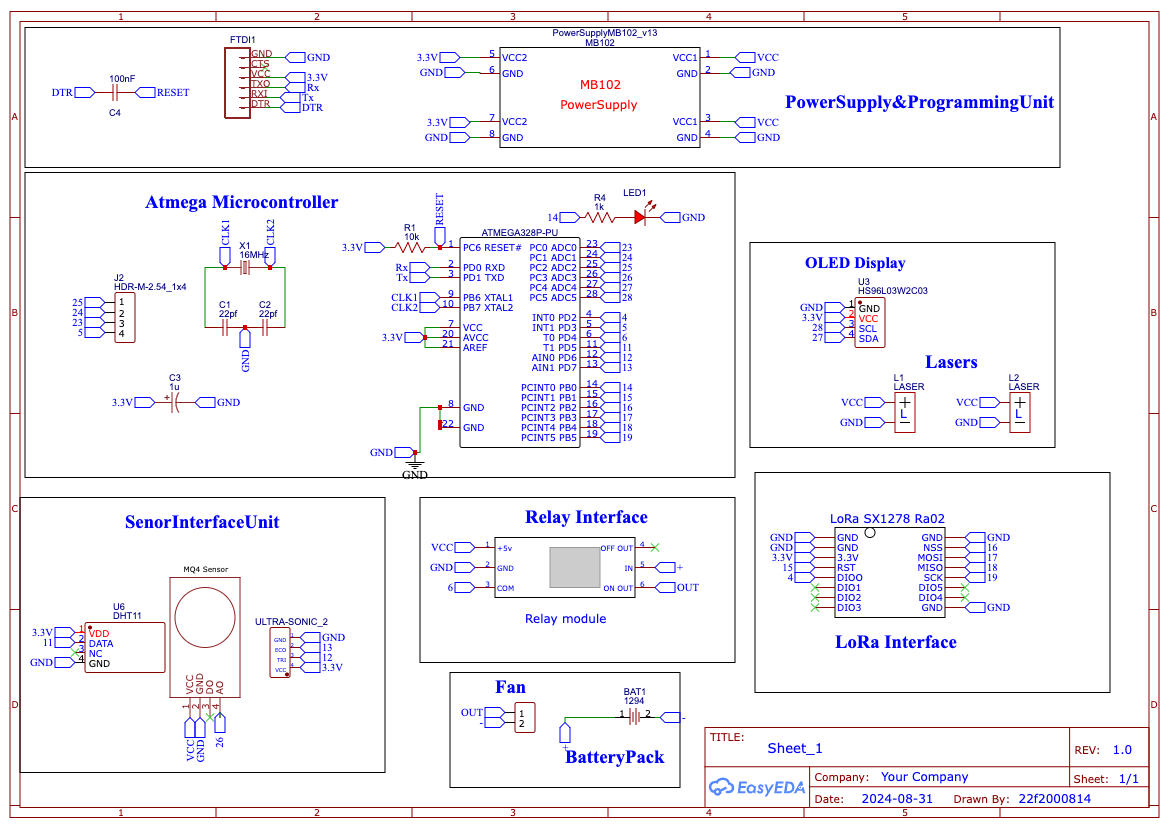 1 2 3 4 5
A
B
C
D
PowerSupply&ProgrammingUnit
DTR 100nF RESET
C4
FTDI1
GND GND
CTS
VCC 3.3V
TXO Rx
RXI Tx
DTR DTR
PowerSupplyMB102_v13
MB102
3.3V 5 VCC2 VCC1 1 VCC
GND 6 GND GND 2 GND
MB102
PowerSupply
3.3V 7 VCC2 VCC1 3 VCC
GND 8 GND GND 4 GND
Atmega Microcontroller
CLK1 CLK2
X1
16MHz
C1
22pf
C2
22pf
GND
J2
HDR-M-2.54_1x4
25 1
24 2
23 3
5 4
C3
1u
3.3V + GND
RESET
R1
10k
3.3V
14 R4
1k
LED1
GND
ATMEGA328P-PU
1 PC6 RESET# PC0 ADC0 23 23
PC1 ADC1 24 24
Rx 2 PD0 RXD PC2 ADC2 25 25
Tx 3 PD1 TXD PC3 ADC3 26 26
PC4 ADC4 27 27
CLK1 9 PB6 XTAL1 PC5 ADC5 28 28
CLK2 10 PB7 XTAL2
INT0 PD2 4 4
7 VCC INT1 PD3 5 5
3.3V 20 AVCC T0 PD4 6 6
21 AREF T1 PD5 11 11
AIN0 PD6 12 12
AIN1 PD7 13 13
PCINT0 PB0 14 14
PCINT1 PB1 15 15
8 GND PCINT2 PB2 16 16
PCINT3 PB3 17 17
22 GND PCINT4 PB4 18 18
PCINT5 PB5 19 19
GND
GND
OLED Display
U3
HS96L03W2C03
GND 1 GND
3.3V 2 VCC
28 3 SCL
27 4 SDA
Lasers
L1
LASER
VCC +
L
GND
L2
LASER
VCC +
L
GND
SenorInterfaceUnit
MQ4 Sensor
VCC GND DO AO
1 2 3 4
VCC GND 26
U6
DHT11
3.3V 1 VDD
11 2 DATA
3 NC
GND 4 GND
ULTRA-SONIC_2
GND 1 GND
ECO 2 13
TRI 3 12
VCC 4 3.3V
Relay Interface
VCC 1 +5v OFF OUT 4
GND 2 GND IN 5 +
6 3 COM ON OUT 6 OUT
Relay module
LoRa SX1278 Ra02
GND GND GND GND
GND GND NSS 16
3.3V 3.3V MOSI 17
15 RST MISO 18
4 DIOO SCK 19
DIO1 DIO5
DIO2 DIO4
DIO3 GND GND
LoRa Interface
Fan
OUT 1
- 2
BAT1
1294
1 2 -
+
BatteryPack
TITLE:
Sheet_1
REV: 1.0
EasyEDA
Company: Your Company
Sheet: 1/1
Date: 2024-08-31 Drawn By: 22f2000814
A
B
C
D
1 2 3 4 5